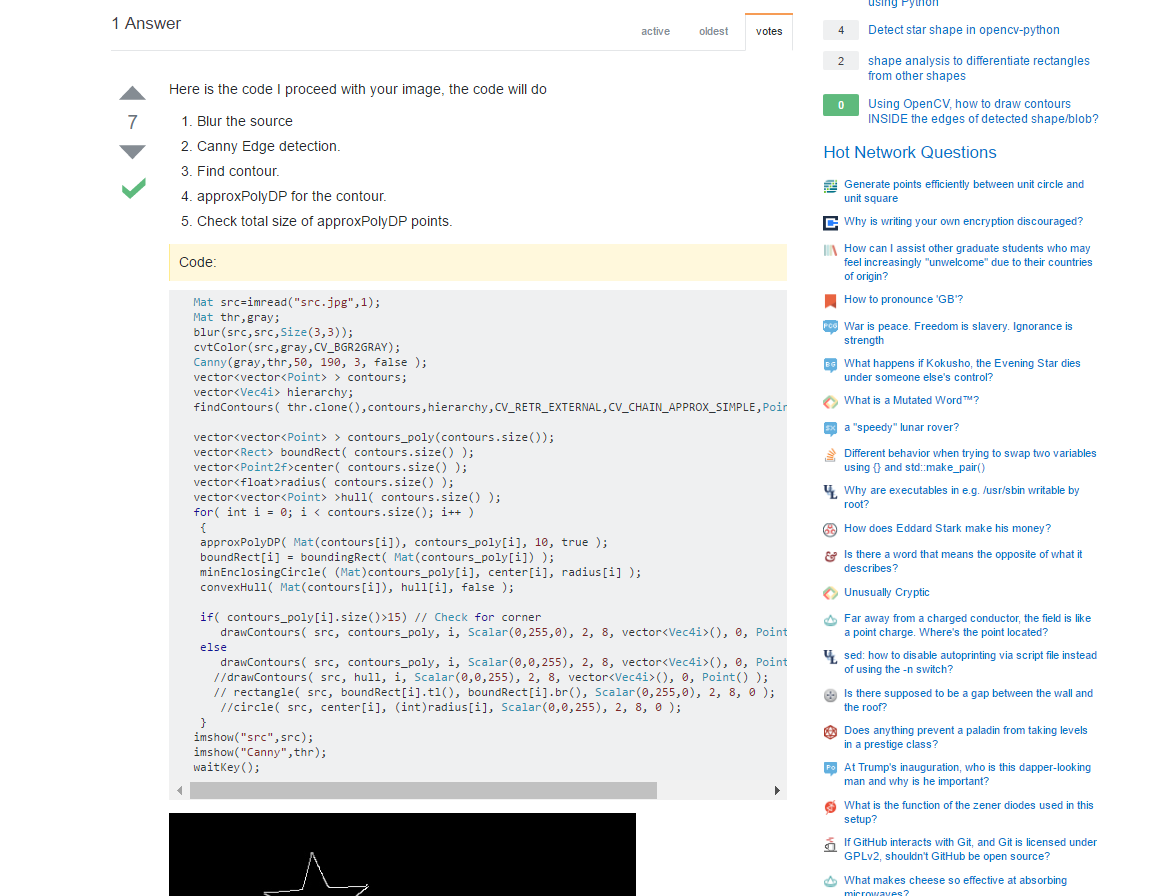 1 Answer
active
oldest
votes
7
Here is the code I proceed with your image, the code will do
1. Blur the source
2. Canny Edge detection.
3. Find contour.
4. approxPolyDP for the contour.
5. Check total size of approxPolyDP points.
Code:
Mat src=imread("src.jpg",1);
Mat thr,gray;
blur(src,src,Size(3,3));
cvtColor(src,gray,CV_BGR2GRAY);
Canny(gray,thr,50, 190, 3, false );
vector<vector<Point> > contours;
vector<Vec4i> hierarchy;
findContours( thr.clone(),contours,hierarchy,CV_RETR_EXTERNAL,CV_CHAIN_APPROX_SIMPLE,Poin
vector<vector<Point> > contours_poly(contours.size());
vector<Rect> boundRect( contours.size() );
vector<Point2f>center( contours.size() );
vector<float>radius( contours.size() );
vector<vector<Point> >hull( contours.size() );
for( int i = 0; i < contours.size(); i++ )
{
approxPolyDP( Mat(contours[i]), contours_poly[i], 10, true );
boundRect[i] = boundingRect( Mat(contours_poly[i]) );
minEnclosingCircle( (Mat)contours_poly[i], center[i], radius[i] );
convexHull( Mat(contours[i]), hull[i], false );
if( contours_poly[i].size()>15) // Check for corner
drawContours( src, contours_poly, i, Scalar(0,255,0), 2, 8, vector<Vec4i>(), 0, Point
else
drawContours( src, contours_poly, i, Scalar(0,0,255), 2, 8, vector<Vec4i>(), 0, Point
//drawContours( src, hull, i, Scalar(0,0,255), 2, 8, vector<Vec4i>(), 0, Point() );
// rectangle( src, boundRect[i].tl(), boundRect[i].br(), Scalar(0,255,0), 2, 8, 0 );
//circle( src, center[i], (int)radius[i], Scalar(0,0,255), 2, 8, 0 );
}
imshow("src",src);
imshow("Canny",thr);
waitKey();
using Python
4 Detect star shape in opencv-python
2 shape analysis to differentiate rectangles
from other shapes
0 Using OpenCV, how to draw contours
INSIDE the edges of detected shape/blob?
Hot Network Questions
Generate points efficiently between unit circle and
unit square
Why is writing your own encryption discouraged?
How can I assist other graduate students who may
feel increasingly "unwelcome" due to their countries
of origin?
How to pronounce 'GB'?
War is peace. Freedom is slavery. Ignorance is
strength
What happens if Kokusho, the Evening Star dies
under someone else's control?
What is a Mutated Word™?
a "speedy" lunar rover?
Different behavior when trying to swap two variables
using {} and std::make_pair()
Why are executables in e.g. /usr/sbin writable by
root?
How does Eddard Stark make his money?
Is there a word that means the opposite of what it
describes?
Unusually Cryptic
Far away from a charged conductor, the field is like
a point charge. Where's the point located?
sed: how to disable autoprinting via script file instead
of using the -n switch?
Is there supposed to be a gap between the wall and
the roof?
Does anything prevent a paladin from taking levels
in a prestige class?
At Trump's inauguration, who is this dapper-looking
man and why is he important?
What is the function of the zener diodes used in this
setup?
If GitHub interacts with Git, and Git is licensed under
GPLv2, shouldn't GitHub be open source?
What makes cheese so effective at absorbing
microwaves?